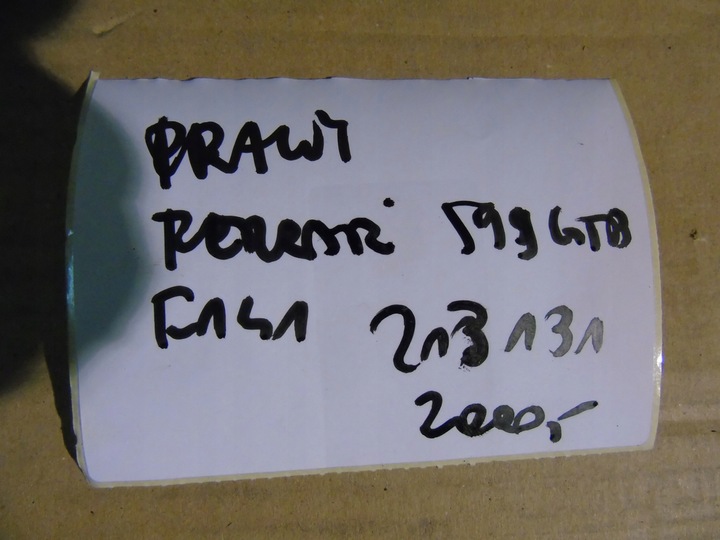 PRAWY
FERRARI 599 GTB
F141
213131
2000,-